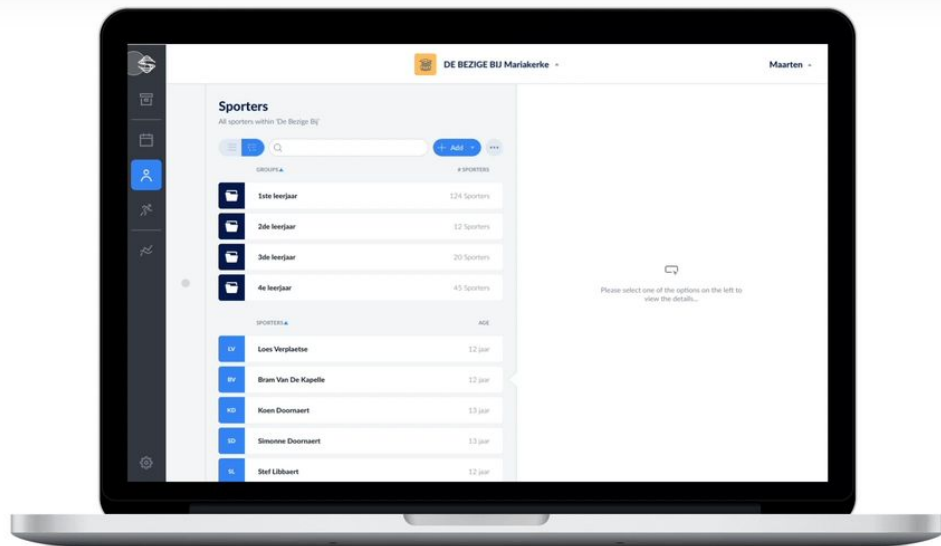 DE BEZIGE BIJ Mariakerke
Maarten
Sporters
All sporters within 'De Bezige Bij'
+ Add
GROUPS
# SPORTERS
1ste leerjaar
124 Sporters
2de leerjaar
12 Sporters
3de leerjaar
20 Sporters
4e leerjaar
45 Sporters
Please select one of the options on the left to
view the details...
SPORTERS
AGE
LV
Loes Verplaetse
12 jaar
BV
Bram Van De Kapelle
12 jaar
KD
Koen Doornaert
13 jaar
SD
Simonne Doornaert
13 jaar
SL
Stef Libbaert
12 jaar